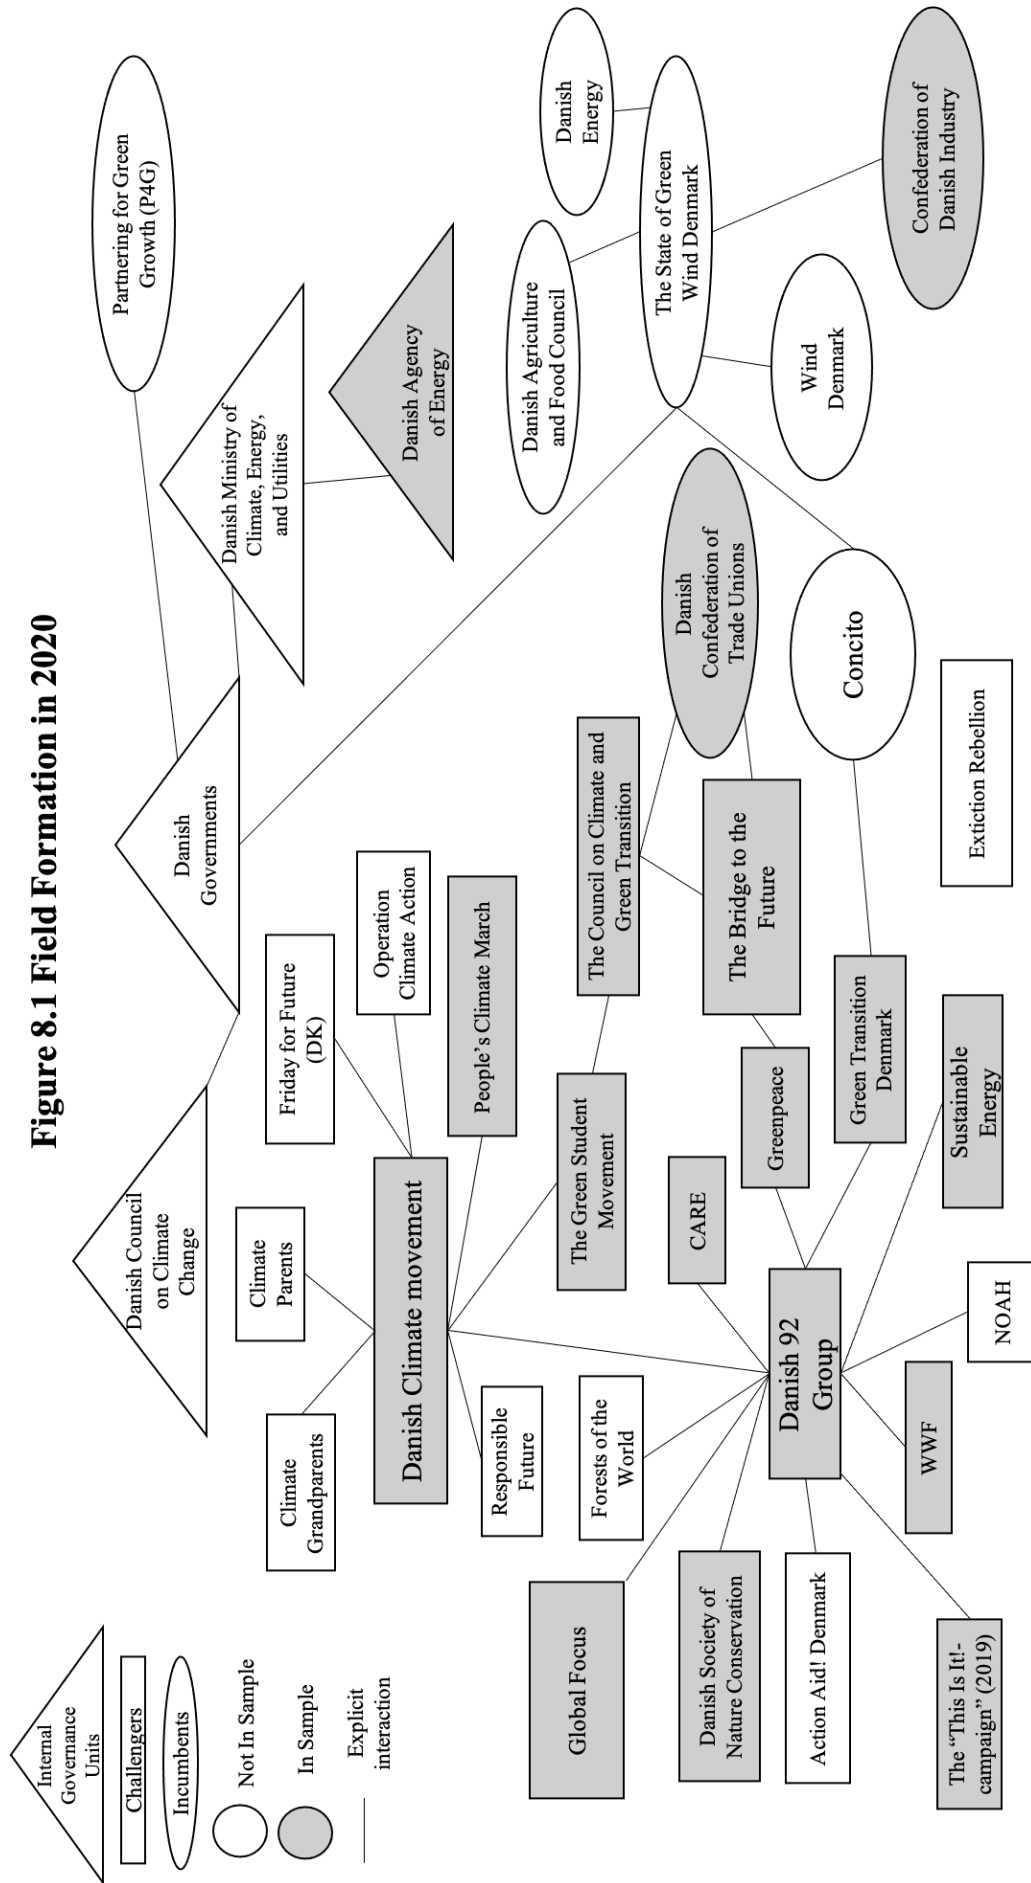 Figure 8.1 Field Formation in 2020
Internal
Governance
Units
Challengers
Incumbents
Not In Sample
In Sample
Explicit
interaction
Danish Council
on Climate
Change
Danish
Governments
Danish Ministry of
Climate, Energy,
and Utilities
Danish Agency
of Energy
Partnering for Green
Growth (P4G)
Climate
Grandparents
Climate
Parents
Friday for Future
(DK)
Operation
Climate Action
Danish Climate movement
People's Climate March
Responsible
Future
The Green Student
Movement
The Council on Climate and
Green Transition
Danish Agriculture
and Food Council
Danish
Energy
The State of Green
Wind Denmark
Wind
Denmark
Confederation of
Danish Industry
Danish
Confederation of
Trade Unions
The Bridge to the
Future
Concito
Global Focus
Forests of the
World
CARE
Greenpeace
Danish Society of
Nature Conservation
Danish 92
Group
Green Transition
Denmark
Action Aid! Denmark
WWF
NOAH
Sustainable
Energy
Extiction Rebellion
The “This Is It!-
campaign” (2019)